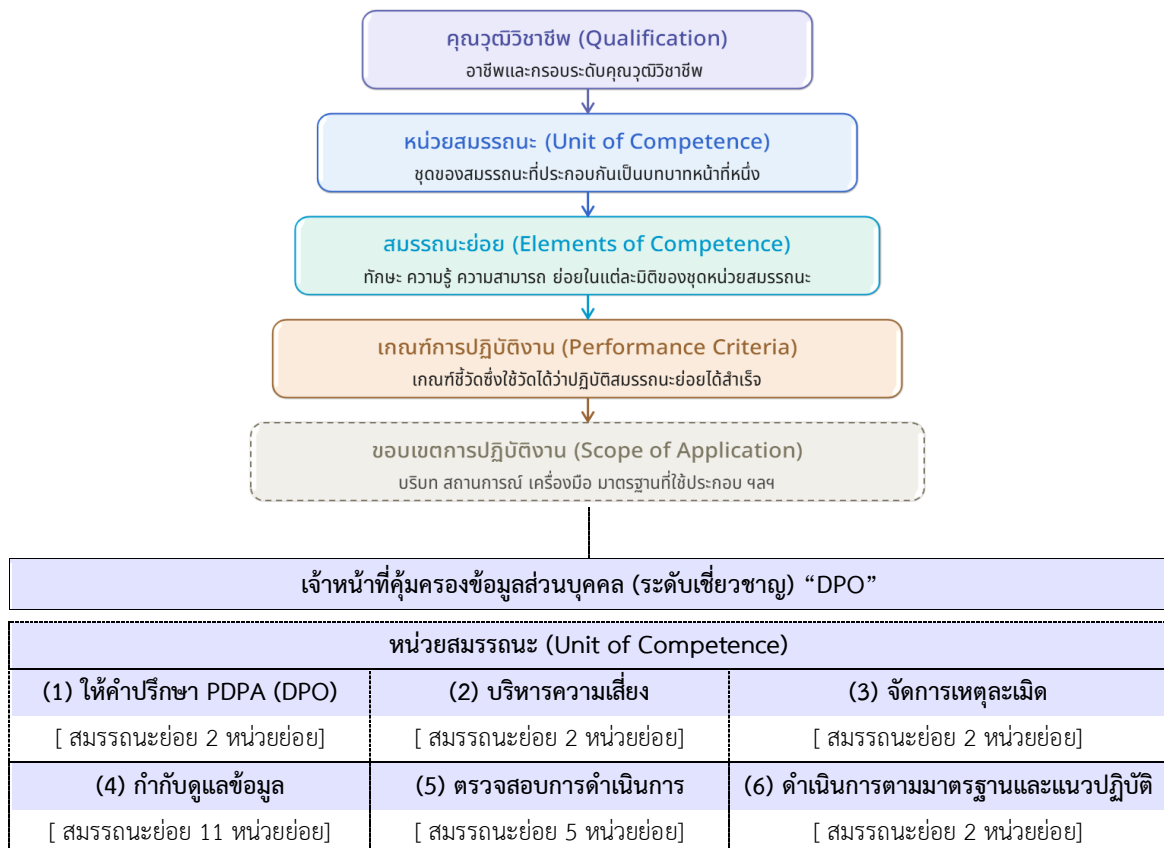 คุณวุฒิวิชาชีพ (Qualification)
อาชีพและกรอบระดับคุณวุฒิวิชาชีพ
หน่วยสมรรถนะ (Unit of Competence)
ชุดของสมรรถนะที่ประกอบกันเป็นบทบาทหน้าที่หนึ่ง
สมรรถนะย่อย (Elements of Competence)
ทักษะ ความรู้ ความสามารถ ย่อยในแต่ละมิติของชุดหน่วยสมรรถนะ
เกณฑ์การปฏิบัติงาน (Performance Criteria)
เกณฑ์ชี้วัดซึ่งใช้วัดได้ว่าปฏิบัติสมรรถนะย่อยได้สำเร็จ
ขอบเขตการปฏิบัติงาน (Scope of Application)
บริบท สถานการณ์ เครื่องมือ มาตรฐานที่ใช้ประกอบ ฯลฯ
เจ้าหน้าที่คุ้มครองข้อมูลส่วนบุคคล (ระดับเชี่ยวชาญ) “DPO”
หน่วยสมรรถนะ (Unit of Competence)
(1) ให้คำปรึกษา PDPA (DPO) (2) บริหารความเสี่ยง (3) จัดการเหตุละเมิด
[ สมรรถนะย่อย 2 หน่วยย่อย] [ สมรรถนะย่อย 2 หน่วยย่อย] [ สมรรถนะย่อย 2 หน่วยย่อย]
(4) กำกับดูแลข้อมูล (5) ตรวจสอบการดำเนินการ (6) ดำเนินการตามมาตรฐานและแนวปฏิบัติ
[ สมรรถนะย่อย 11 หน่วยย่อย] [ สมรรถนะย่อย 5 หน่วยย่อย] [ สมรรถนะย่อย 2 หน่วยย่อย]